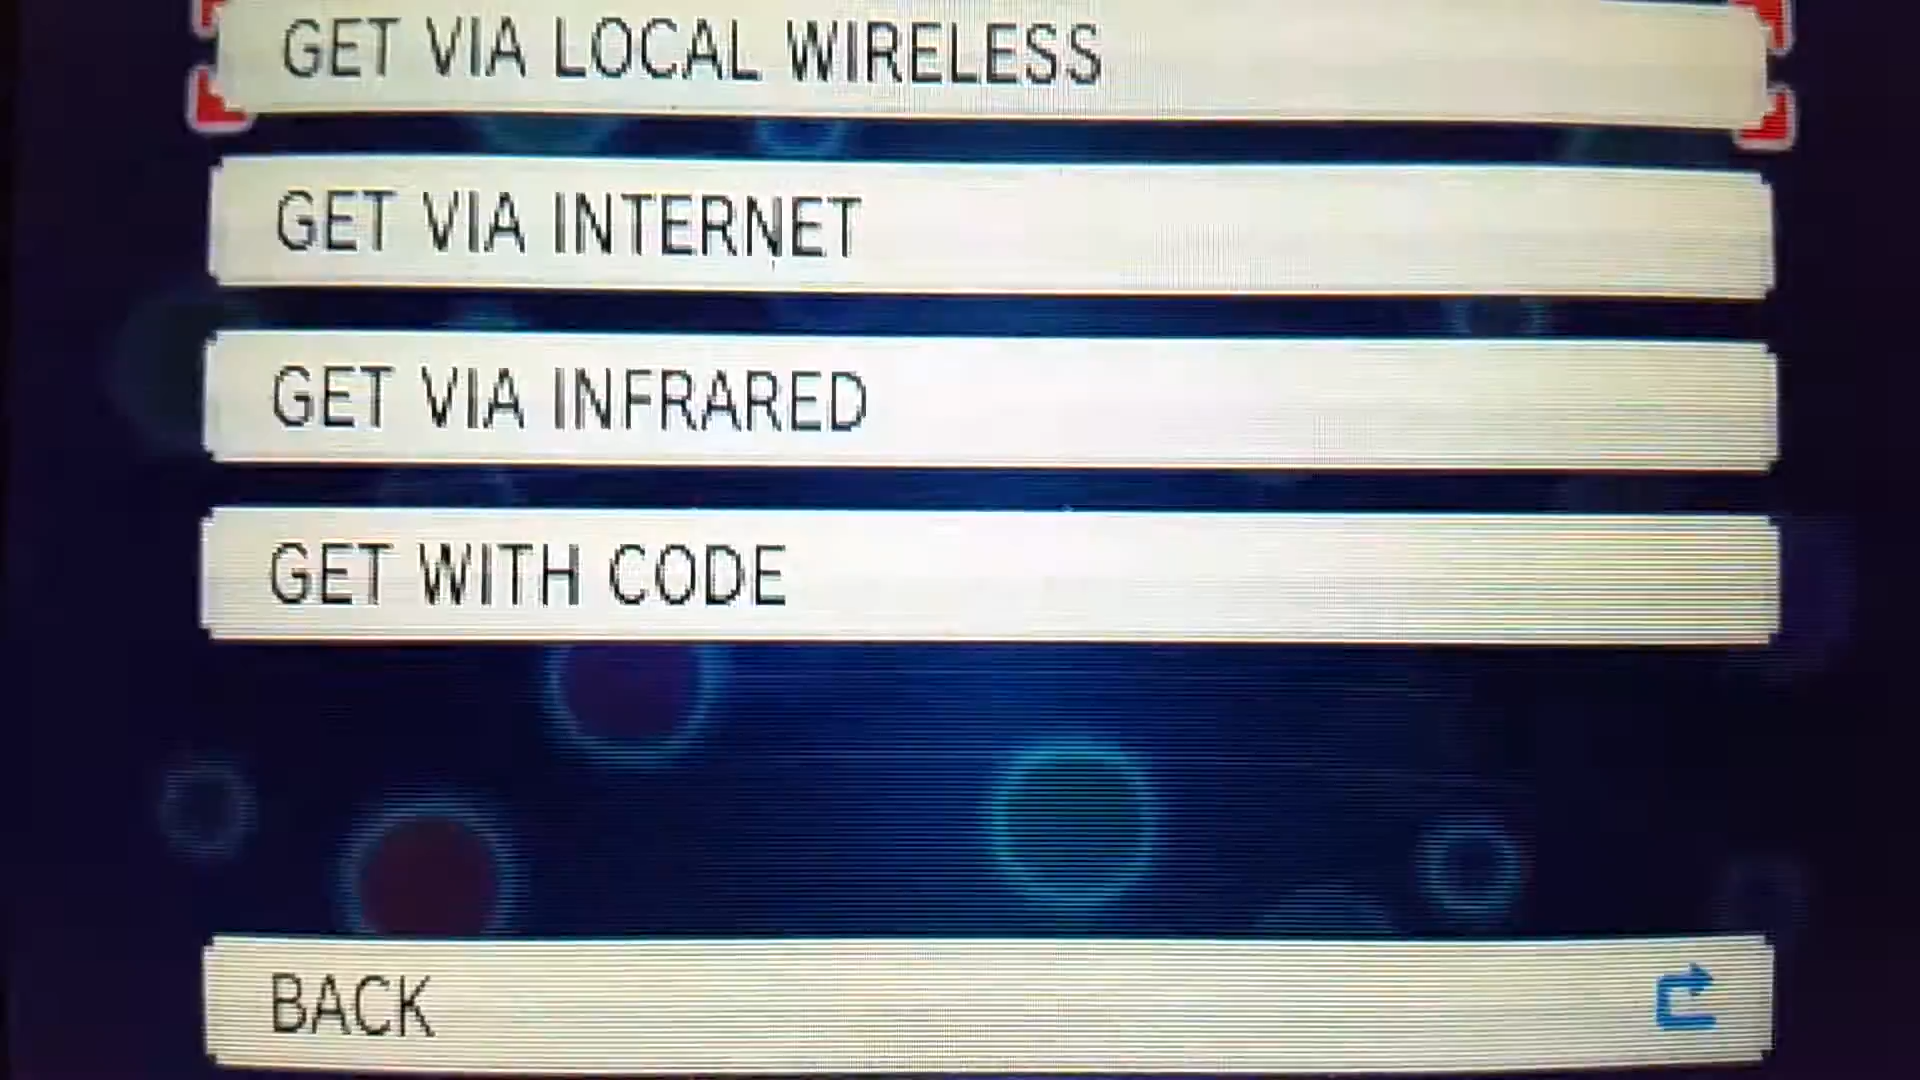 GET VIA LOCAL WIRELESS
GET VIA INTERNET
GET VIA INFRARED
GET WITH CODE
BACK